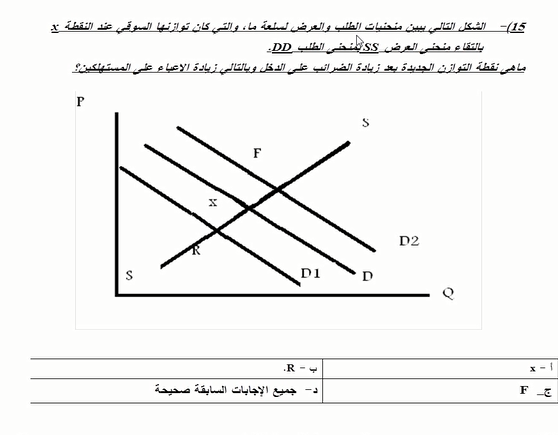 15)- الشكل التالي يبين منحنيات الطلب والعرض لسلعة ما، والتي كان توازنها السوقي عند النقطة x
بالتقاء منحنى العرض SS بمنحنى الطلب DD.
ماهي نقطة التوازن الجديدة بعد زيادة الضرائب على الدخل وبالتالي زيادة الاعباء على المستهلكين؟
P
S
F
x
D2
R
S
D1
D
Q
أ - x
ب - R.
ج_ F
د- جميع الإجابات السابقة صحيحة